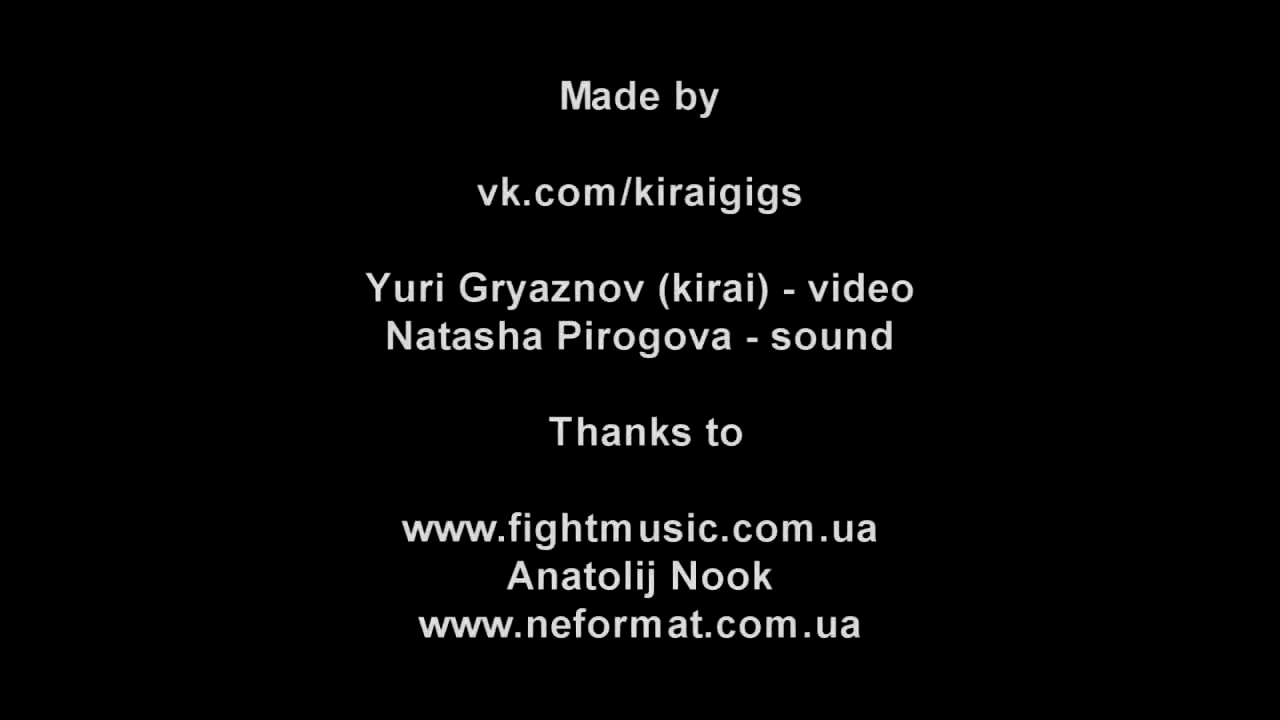 Made by
vk.com/kiraigigs
Yuri Gryaznov (kirai) - video
Natasha Pirogova - sound
Thanks to
www.fightmusic.com.ua
Anatolij Nook
www.neformat.com.ua